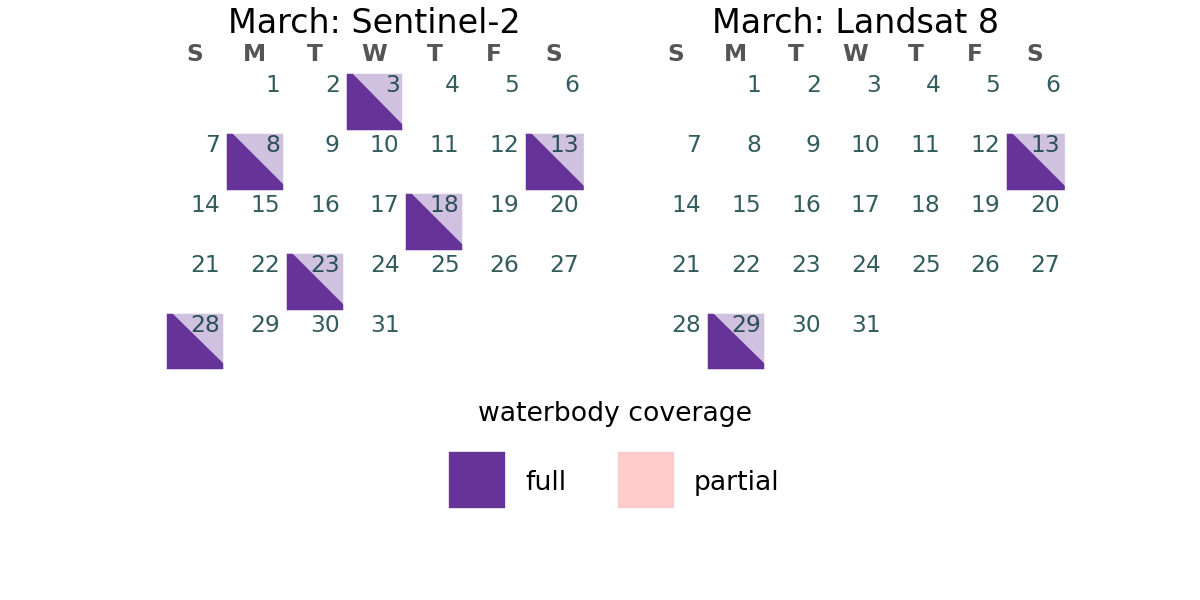 March: Sentinel-2
S M T W T F S
1 2 3 4 5 6
7 8 9 10 11 12 13
14 15 16 17 18 19 20
21 22 23 24 25 26 27
28 29 30 31
March: Landsat 8
S M T W T F S
1 2 3 4 5 6
7 8 9 10 11 12 13
14 15 16 17 18 19 20
21 22 23 24 25 26 27
28 29 30 31
waterbody coverage
full partial